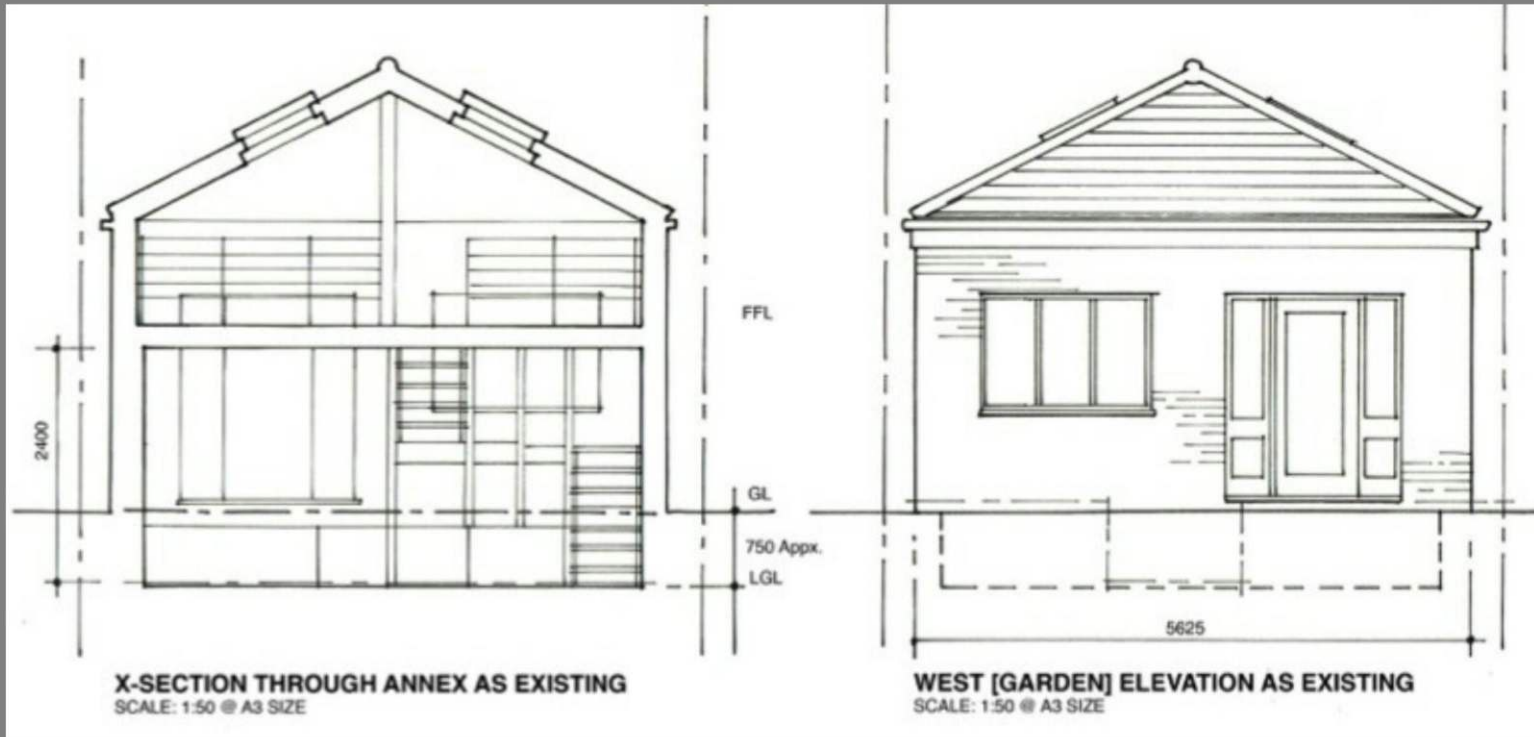 2400
FFL
GL
750 Appx.
LGL
X-SECTION THROUGH ANNEX AS EXISTING
SCALE: 1:50 @ A3 SIZE
5625
WEST [GARDEN] ELEVATION AS EXISTING
SCALE: 1:50 @ A3 SIZE